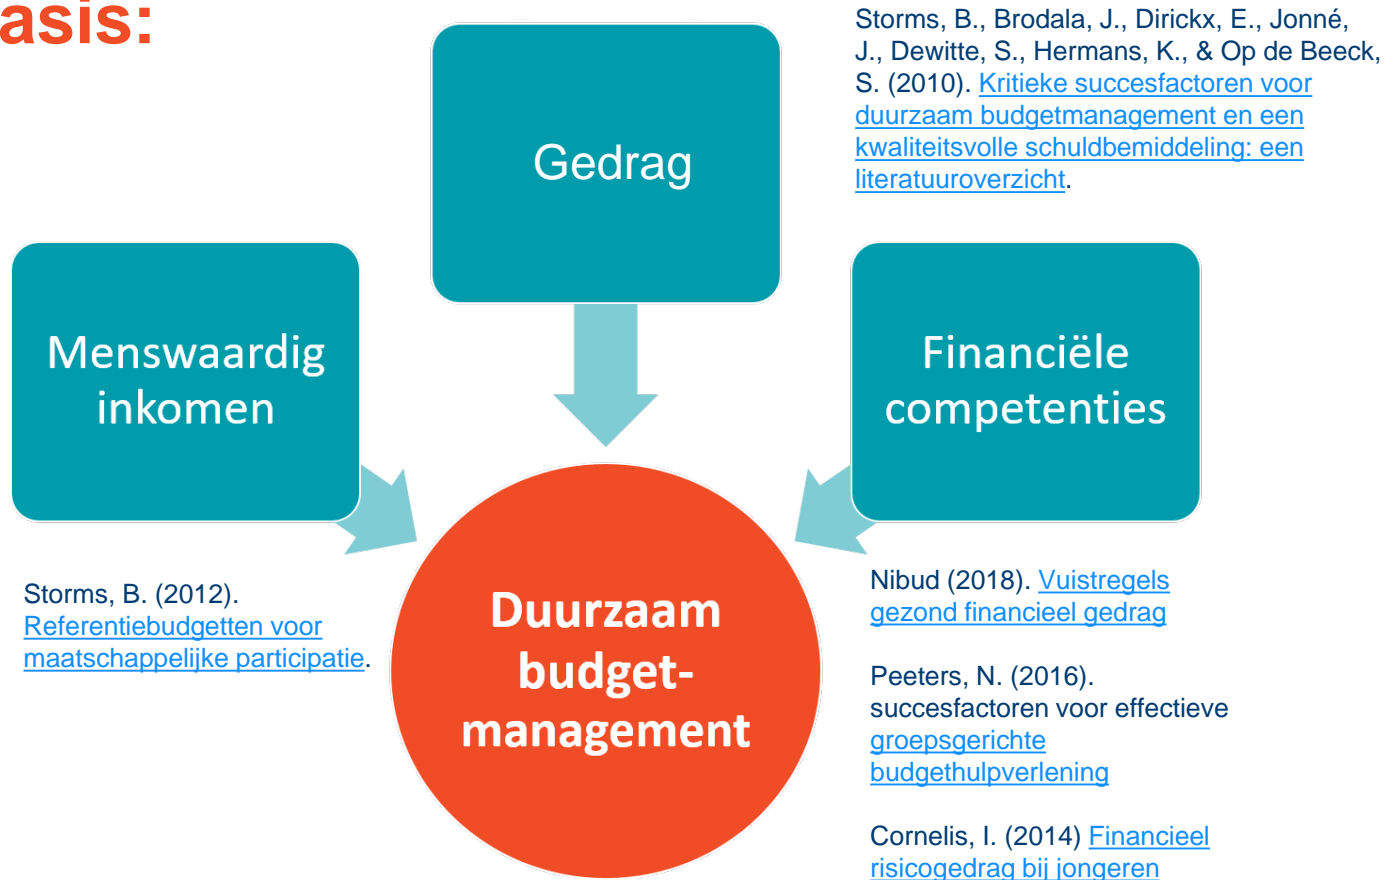 asis:
Storms, B., Brodala, J., Dirickx, E., Jonné,
J., Dewitte, S., Hermans, K., & Op de Beeck,
S. (2010). Kritieke succesfactoren voor
duurzaam budgetmanagement en een
kwaliteitsvolle schuldbemiddeling: een
literatuuroverzicht.
Gedrag
Menswaardig
inkomen
Financiële
competenties
Storms, B. (2012).
Referentiebudgetten voor
maatschappelijke participatie.
Duurzaam
budget-
management
Nibud (2018). Vuistregels
gezond financieel gedrag
Peeters, N. (2016).
succesfactoren voor effectieve
groepsgerichte
budgethulpverlening
Cornelis, I. (2014) Financieel
risicogedrag bij jongeren